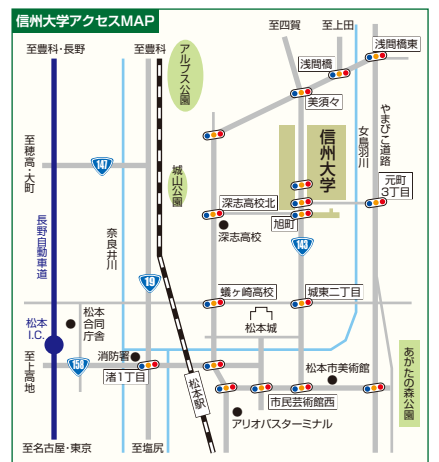 信州大学アクセスMAP
至豊科・長野
至豊科
アルプス公園
至四賀
至上田
浅間橋
浅間橋東
美須々
至穂高・大町
147
城山公園
信州大学
女鳥羽川
やまびこ道路
元町
3丁目
深志高校北
旭町
深志高校
143
長野自動車道
奈良井川
19
蟻ヶ崎高校
城東二丁目
松本城
松本
I.C.
松本
合同
庁舎
消防署
至上高地
158
渚1丁目
松本駅
松本市美術館
市民芸術館西
あがたの森公園
アリオバスターミナル
至名古屋・東京
至塩尻